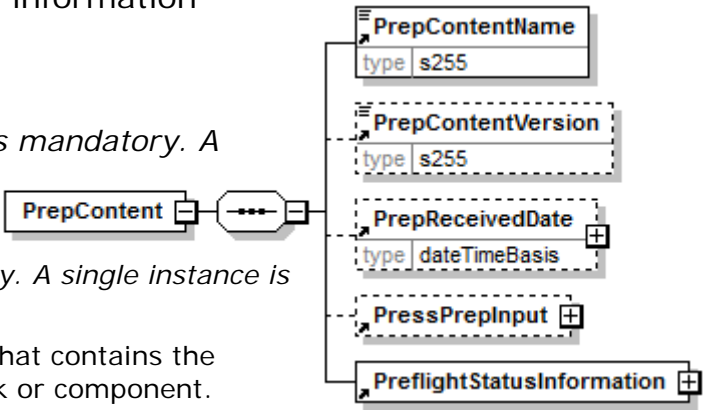 information
s mandatory. A
y. A single instance is
hat contains the
k or component.
PrepContent
PrepContentName
type s255
PrepContentVersion
type s255
PrepReceivedDate
type dateTimeBasis
PressPrepInput
PreflightStatusInformation